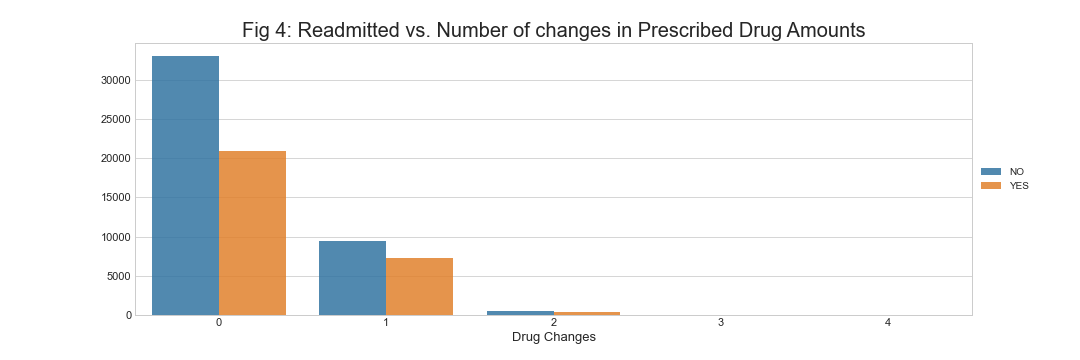 Fig 4: Readmitted vs. Number of changes in Prescribed Drug Amounts
30000
25000
20000
15000
10000
5000
0
NO
YES
0 1 2 3 4
Drug Changes